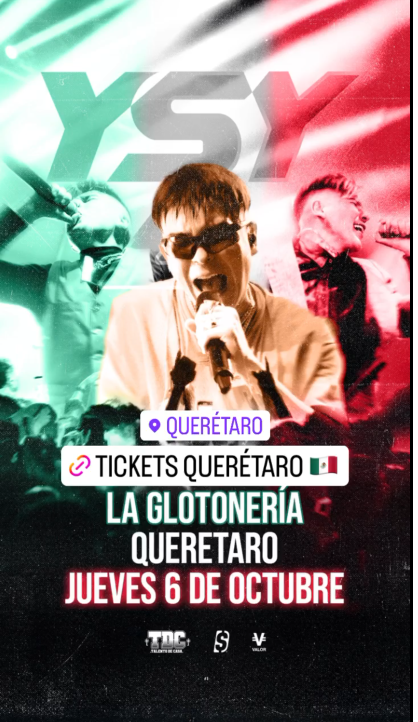 YSY
QUERÉTARO
TICKETS QUERÉTARO
LA GLOTONERÍA
QUERETARO
JUEVES 6 DE OCTUBRE
TDC
TALENTO DE CASA.
S
VALOR